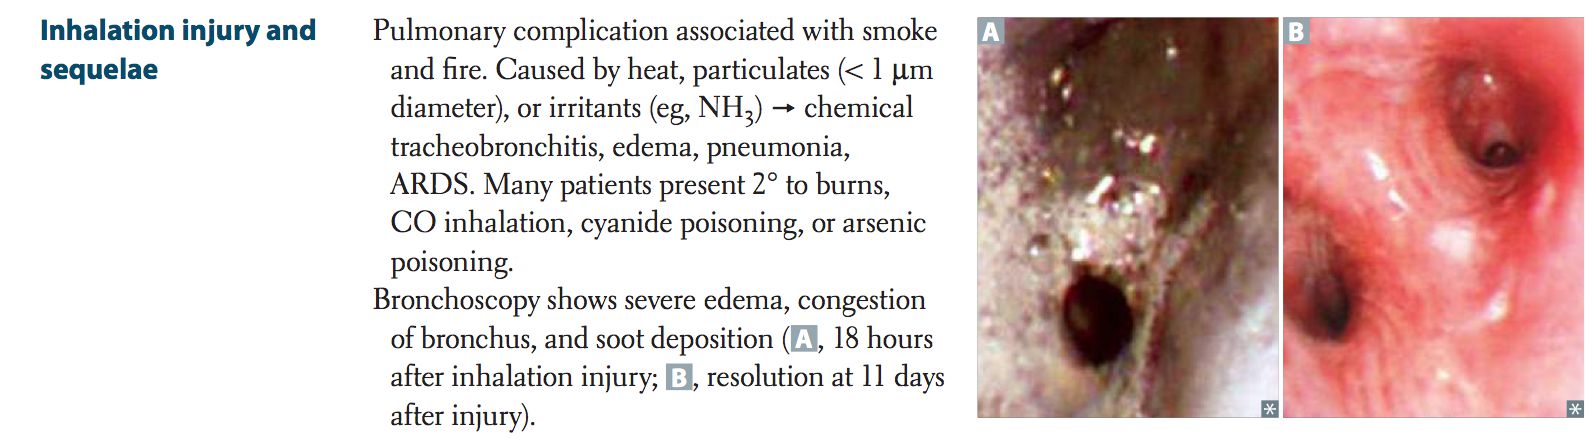 Inhalation injury and
sequelae
Pulmonary complication associated with smoke
and fire. Caused by heat, particulates (< 1 μm
diameter), or irritants (eg, NH₃) → chemical
tracheobronchitis, edema, pneumonia,
ARDS. Many patients present 2° to burns,
CO inhalation, cyanide poisoning, or arsenic
poisoning.
Bronchoscopy shows severe edema, congestion
of bronchus, and soot deposition (A, 18 hours
after inhalation injury; B, resolution at 11 days
after injury).
A
B